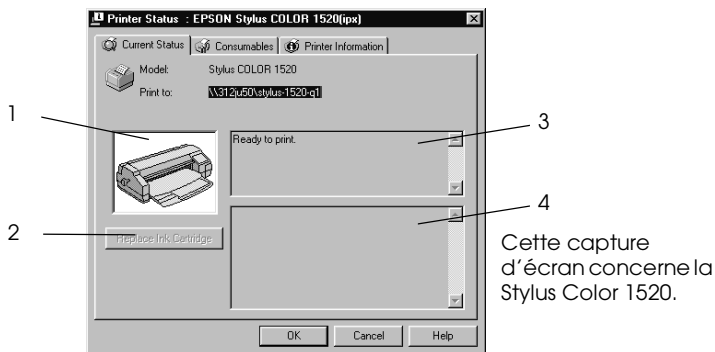 Printer Status : EPSON Stylus COLOR 1520(ipx)
Current Status Consumables Printer Information
Model: Stylus COLOR 1520
Print to: \\312ju50\stylus-1520-q1
1
3
Ready to print.
4
2
Replace Ink Cartridge
Cette capture
d'écran concerne la
Stylus Color 1520.
OK Cancel Help